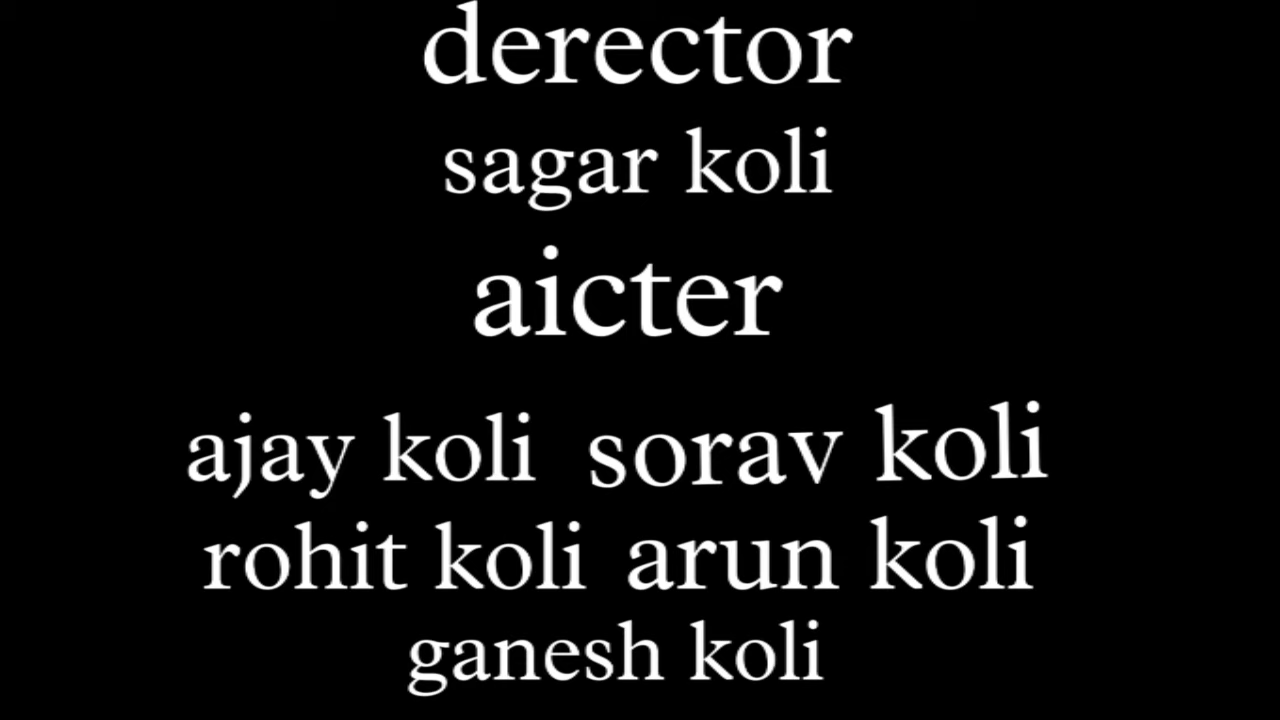 derector
sagar koli
aicter
ajay koli sorav koli
rohit koli arun koli
ganesh koli